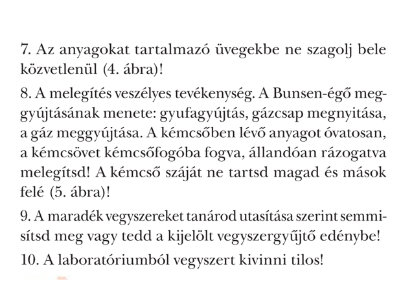 7. Az anyagokat tartalmazó üvegekbe ne szagolj bele
közvetlenül (4. ábra)!
8. A melegítés veszélyes tevékenység. A Bunsen-égő meg-
gyújtásának menete: gyufagyújtás, gázcsap megnyitása,
a gáz meggyújtása. A kémcsőben lévő anyagot óvatosan,
a kémcsövet kémcsőfogóba fogva, állandóan rázogatva
melegítsd! A kémcső száját ne tartsd magad és mások
felé (5. ábra)!
9. A maradék vegyszereket tanárod utasítása szerint semmi-
sítsd meg vagy tedd a kijelölt vegyszergyűjtő edénybe!
10. A laboratóriumból vegyszert kivinni tilos!